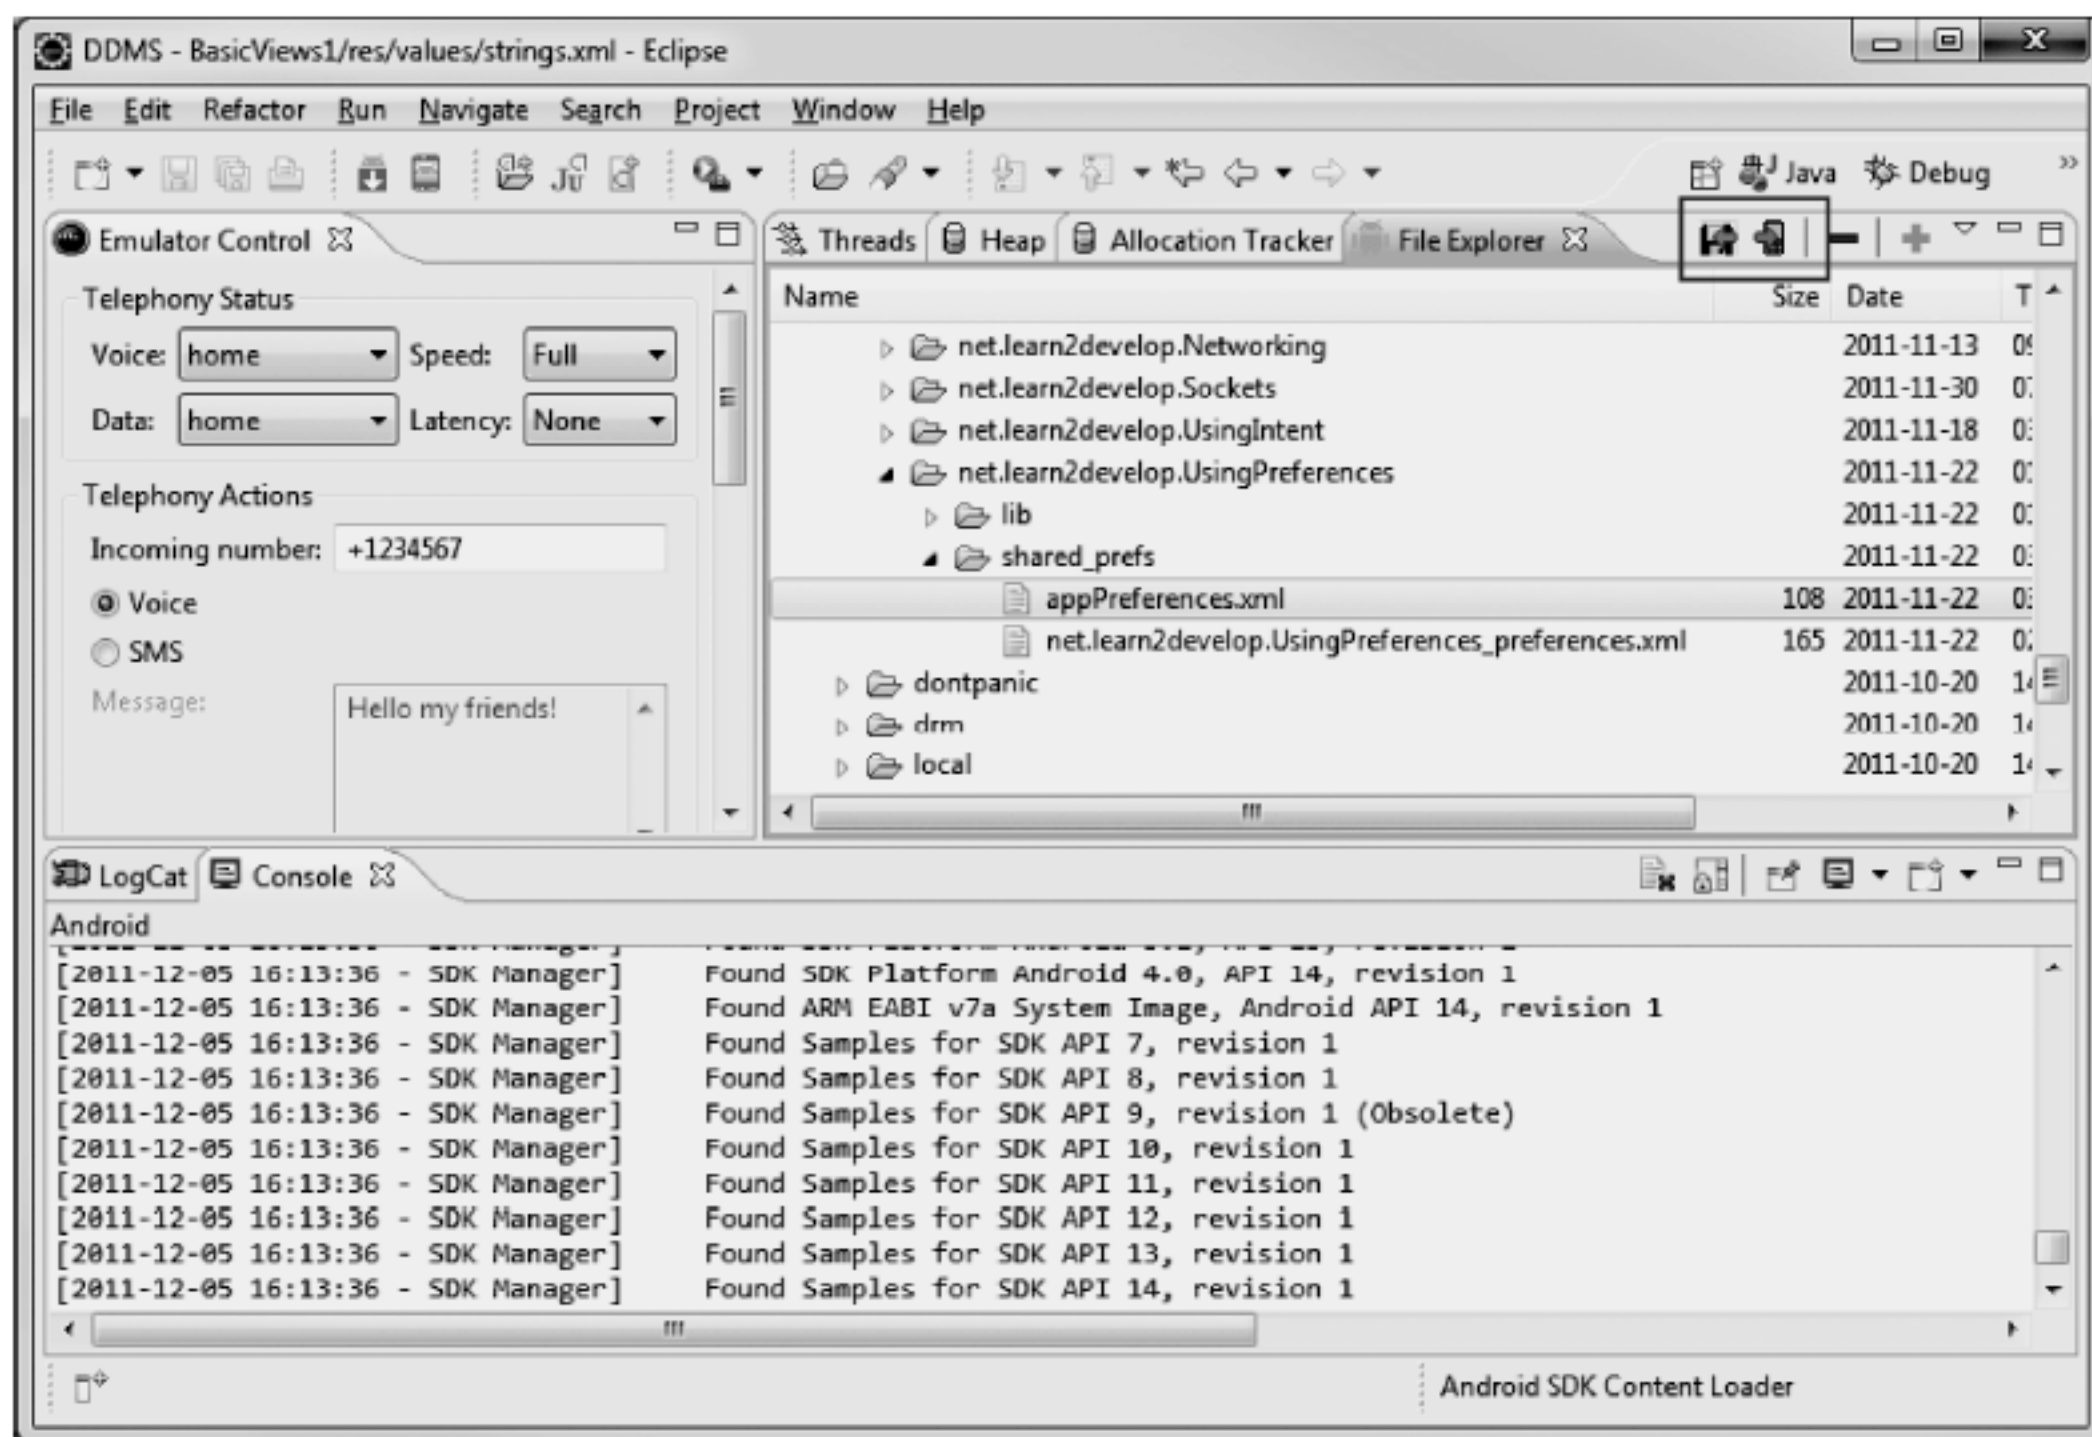 DDMS - BasicViews1/res/values/strings.xml - Eclipse
File Edit Refactor Run Navigate Search Project Window Help
Java Debug
Emulator Control
Telephony Status
Voice: home Speed: Full
Data: home Latency: None
Telephony Actions
Incoming number: +1234567
Voice
SMS
Message: Hello my friends!
Threads Heap Allocation Tracker File Explorer
Name Size Date T
net.learn2develop.Networking 2011-11-13
net.learn2develop.Sockets 2011-11-30
net.learn2develop.UsingIntent 2011-11-18
net.learn2develop.UsingPreferences 2011-11-22
lib 2011-11-22
shared_prefs 2011-11-22
appPreferences.xml 108 2011-11-22
net.learn2develop.UsingPreferences_preferences.xml 165 2011-11-22
dontpanic 2011-10-20
drm 2011-10-20
local 2011-10-20
LogCat Console
Android
[2011-12-05 16:13:36 - SDK Manager] Found SDK Platform Android 4.0, API 14, revision 1
[2011-12-05 16:13:36 - SDK Manager] Found ARM EABI v7a System Image, Android API 14, revision 1
[2011-12-05 16:13:36 - SDK Manager] Found Samples for SDK API 7, revision 1
[2011-12-05 16:13:36 - SDK Manager] Found Samples for SDK API 8, revision 1
[2011-12-05 16:13:36 - SDK Manager] Found Samples for SDK API 9, revision 1 (Obsolete)
[2011-12-05 16:13:36 - SDK Manager] Found Samples for SDK API 10, revision 1
[2011-12-05 16:13:36 - SDK Manager] Found Samples for SDK API 11, revision 1
[2011-12-05 16:13:36 - SDK Manager] Found Samples for SDK API 12, revision 1
[2011-12-05 16:13:36 - SDK Manager] Found Samples for SDK API 13, revision 1
[2011-12-05 16:13:36 - SDK Manager] Found Samples for SDK API 14, revision 1
Android SDK Content Loader